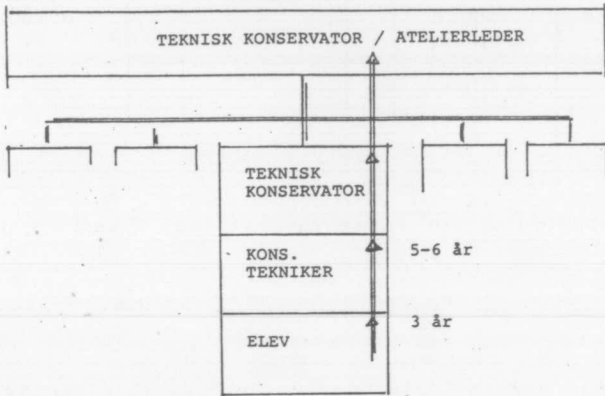 TEKNISK KONSERVATOR / ATELIERLEDER
TEKNISK
KONSERVATOR
KONS.
TEKNIKER
5-6 år
ELEV
3 år